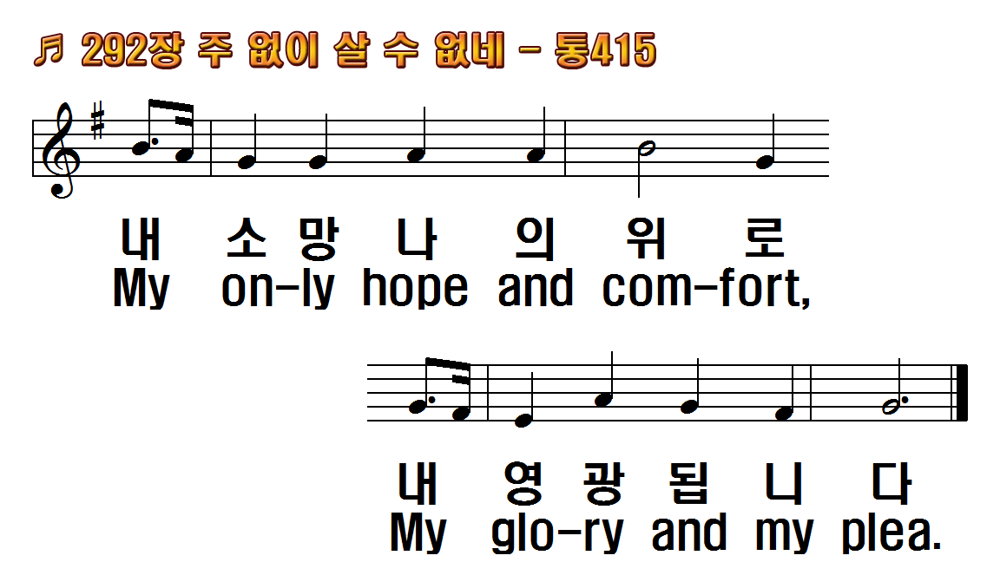 ♬ 292장 주 없이 살 수 없네 - 통415
내 소 망 나 의 위 로
My on-ly hope and com-fort,
내 영 광 됩 니 다
My glo-ry and my plea.